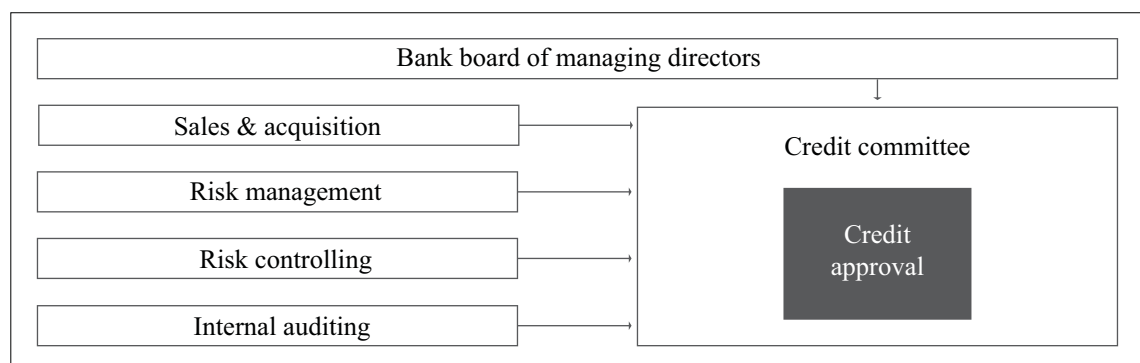 Bank board of managing directors
Sales & acquisition
Risk management
Risk controlling
Internal auditing
Credit committee
Credit
approval